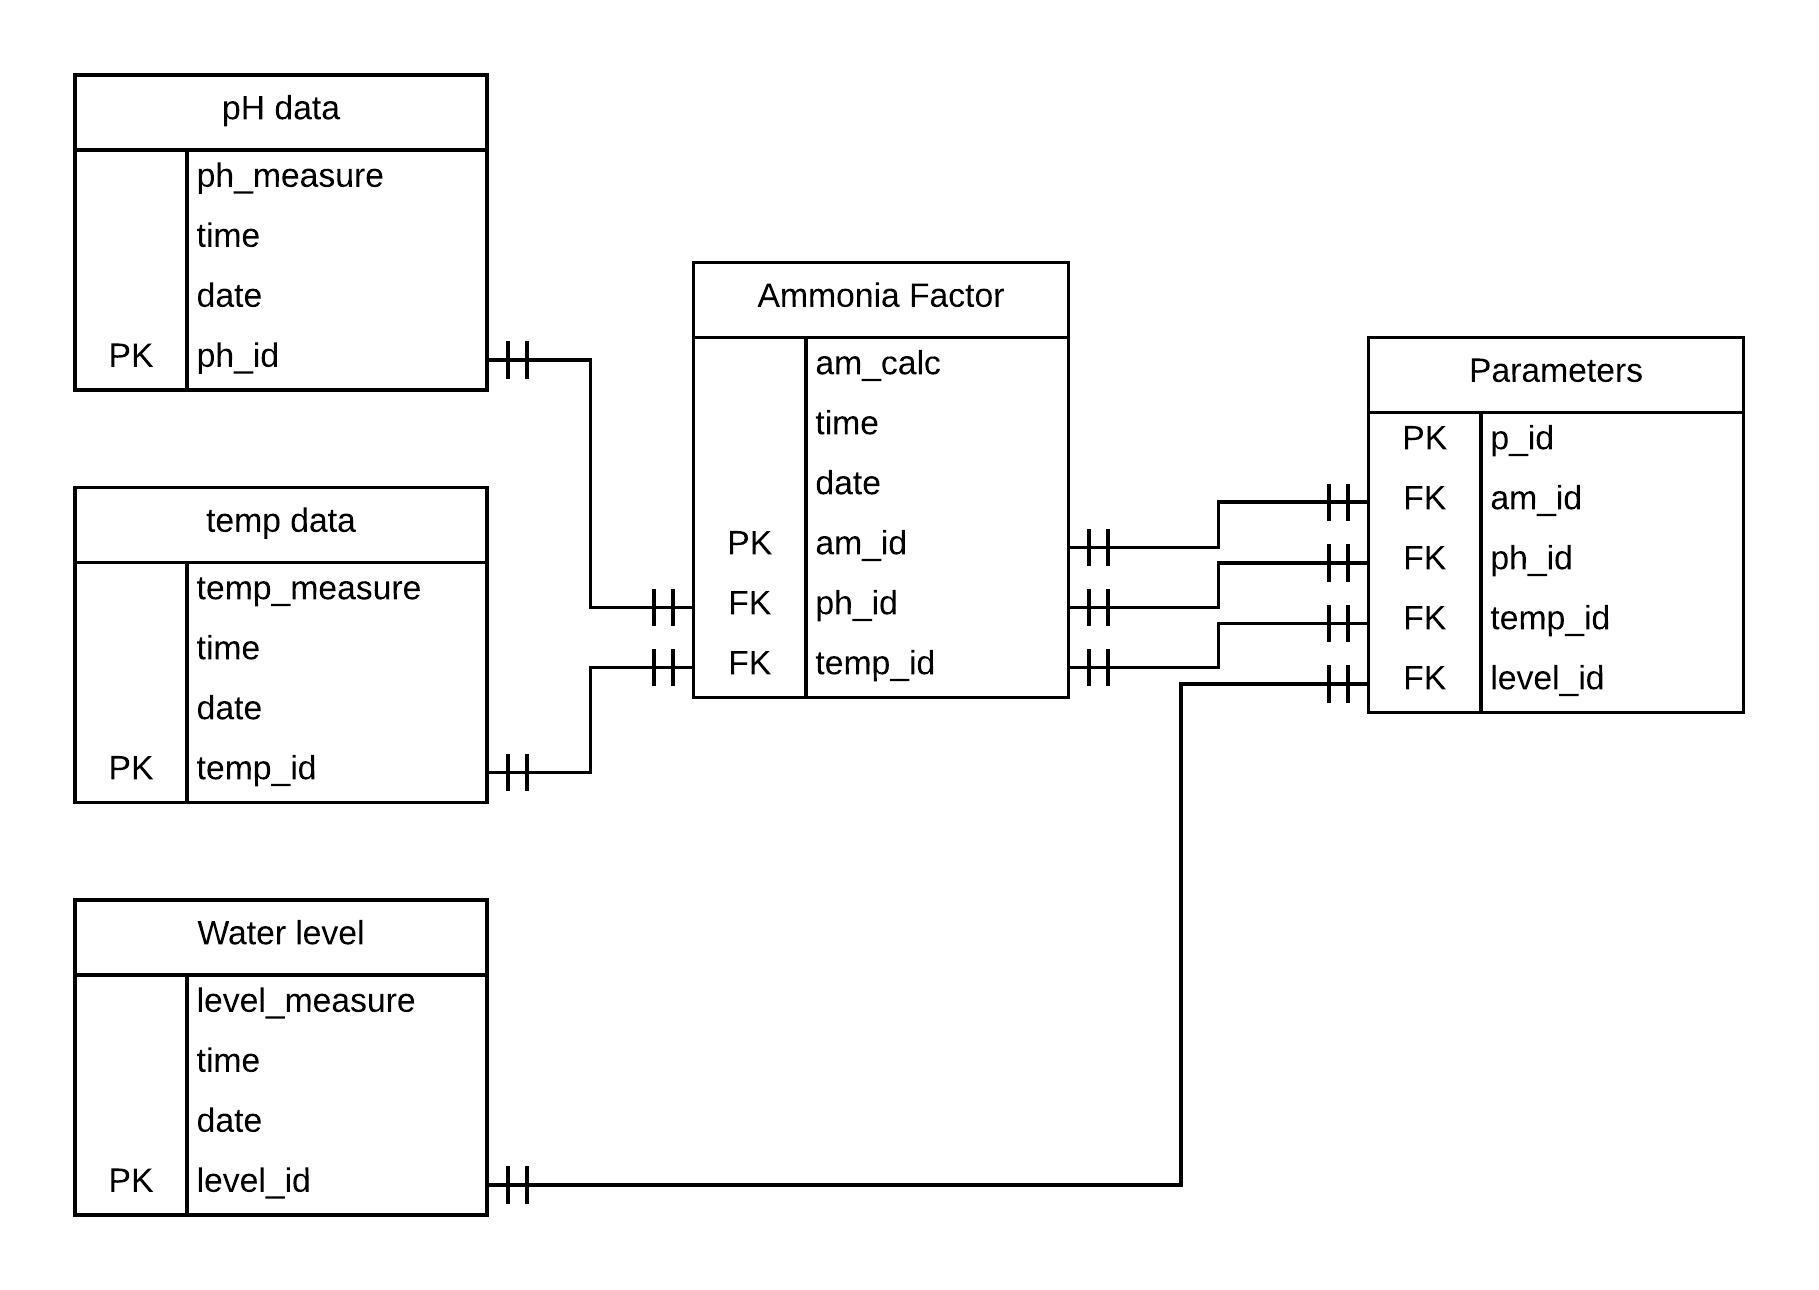 pH data
ph_measure
time
date
PK ph_id
temp data
temp_measure
time
date
PK temp_id
Water level
level_measure
time
date
PK level_id
Ammonia Factor
am_calc
time
date
PK am_id
FK ph_id
FK temp_id
Parameters
PK p_id
FK am_id
FK ph_id
FK temp_id
FK level_id